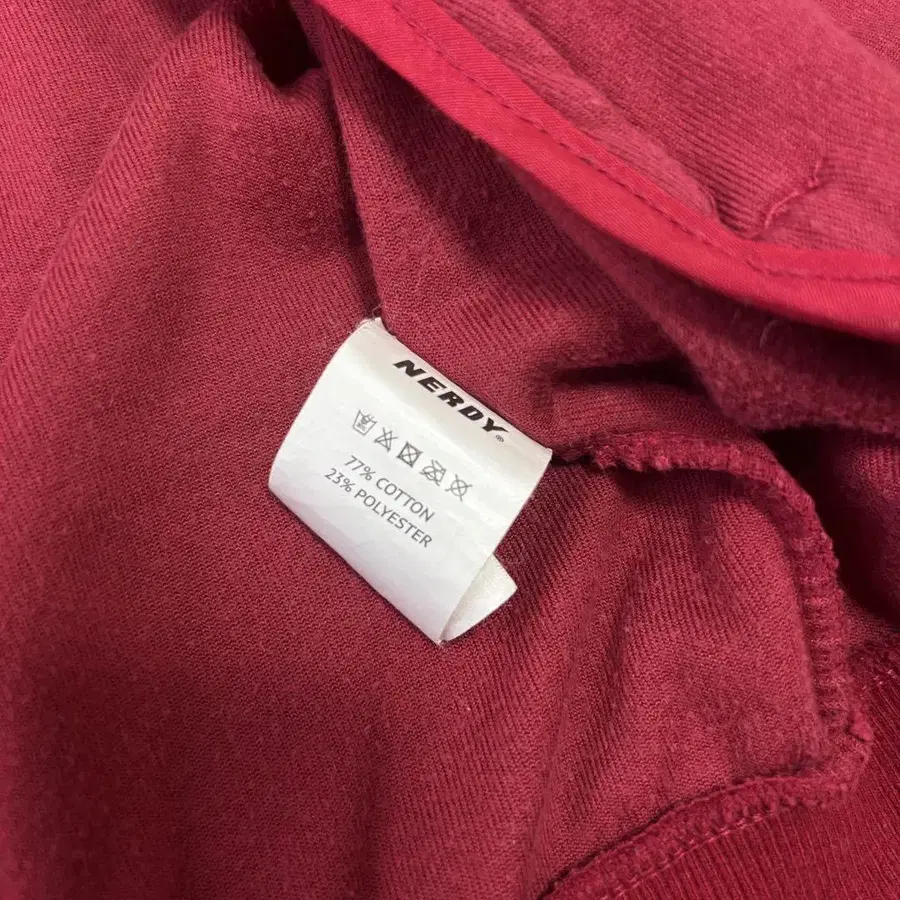 NERDY®
77% COTTON
23% POLYESTER